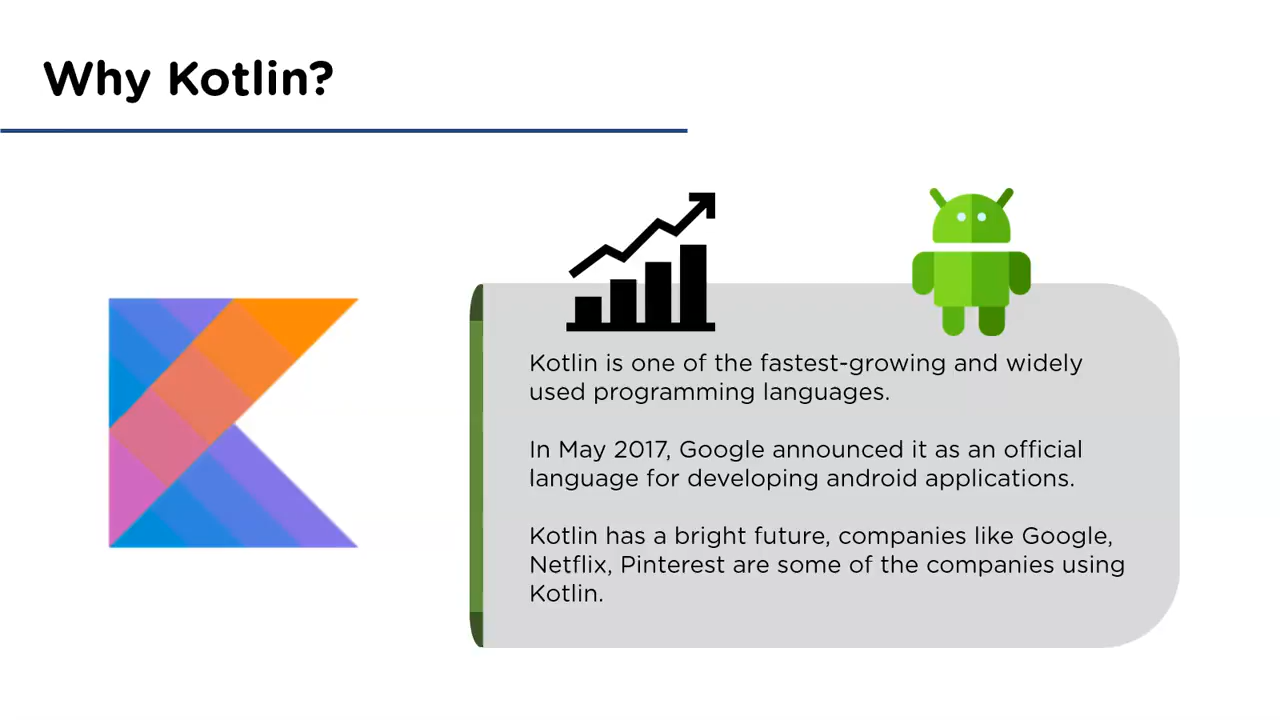 Why Kotlin?
Kotlin is one of the fastest-growing and widely
used programming languages.
In May 2017, Google announced it as an official
language for developing android applications.
Kotlin has a bright future, companies like Google,
Netflix, Pinterest are some of the companies using
Kotlin.